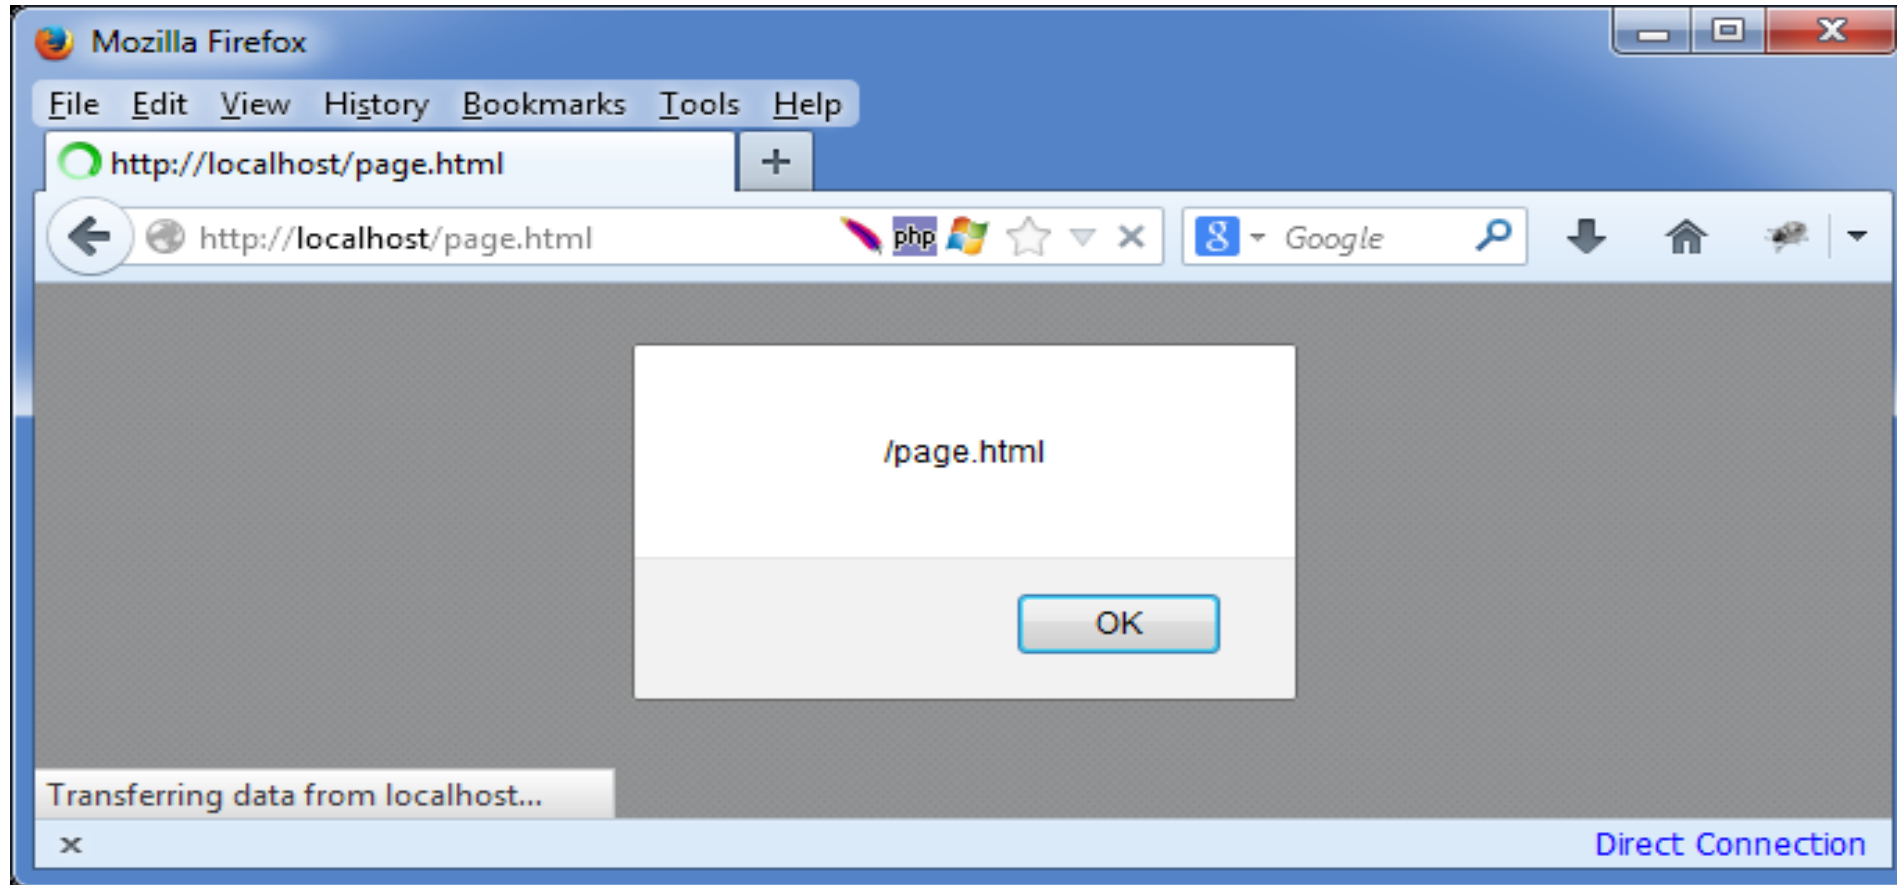 Mozilla Firefox
File Edit View History Bookmarks Tools Help
http://localhost/page.html +
http://localhost/page.html php 8 Google
/page.html
OK
Transferring data from localhost...
× Direct Connection